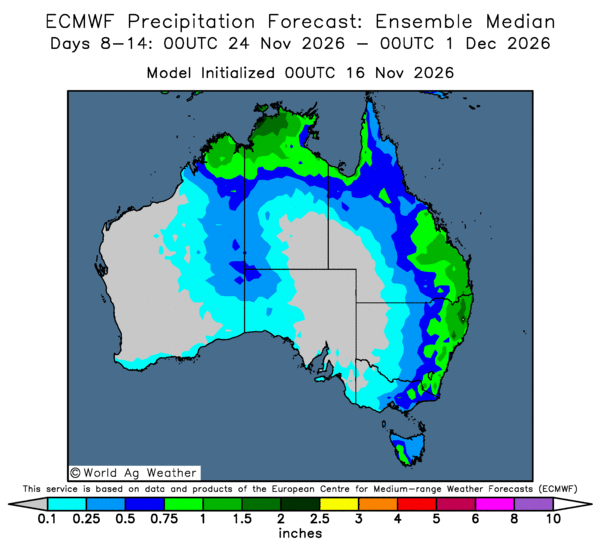 ECMWF Precipitation Forecast: Ensemble Median
Days 8-14: 00UTC 24 Nov 2026 - 00UTC 1 Dec 2026
Model Initialized 00UTC 16 Nov 2026
© World Ag Weather
This service is based on data and products of the European Centre for Medium-range Weather Forecasts (ECMWF)
0.1 0.25 0.5 0.75 1 1.5 2 2.5 3 4 5 6 8 10
inches